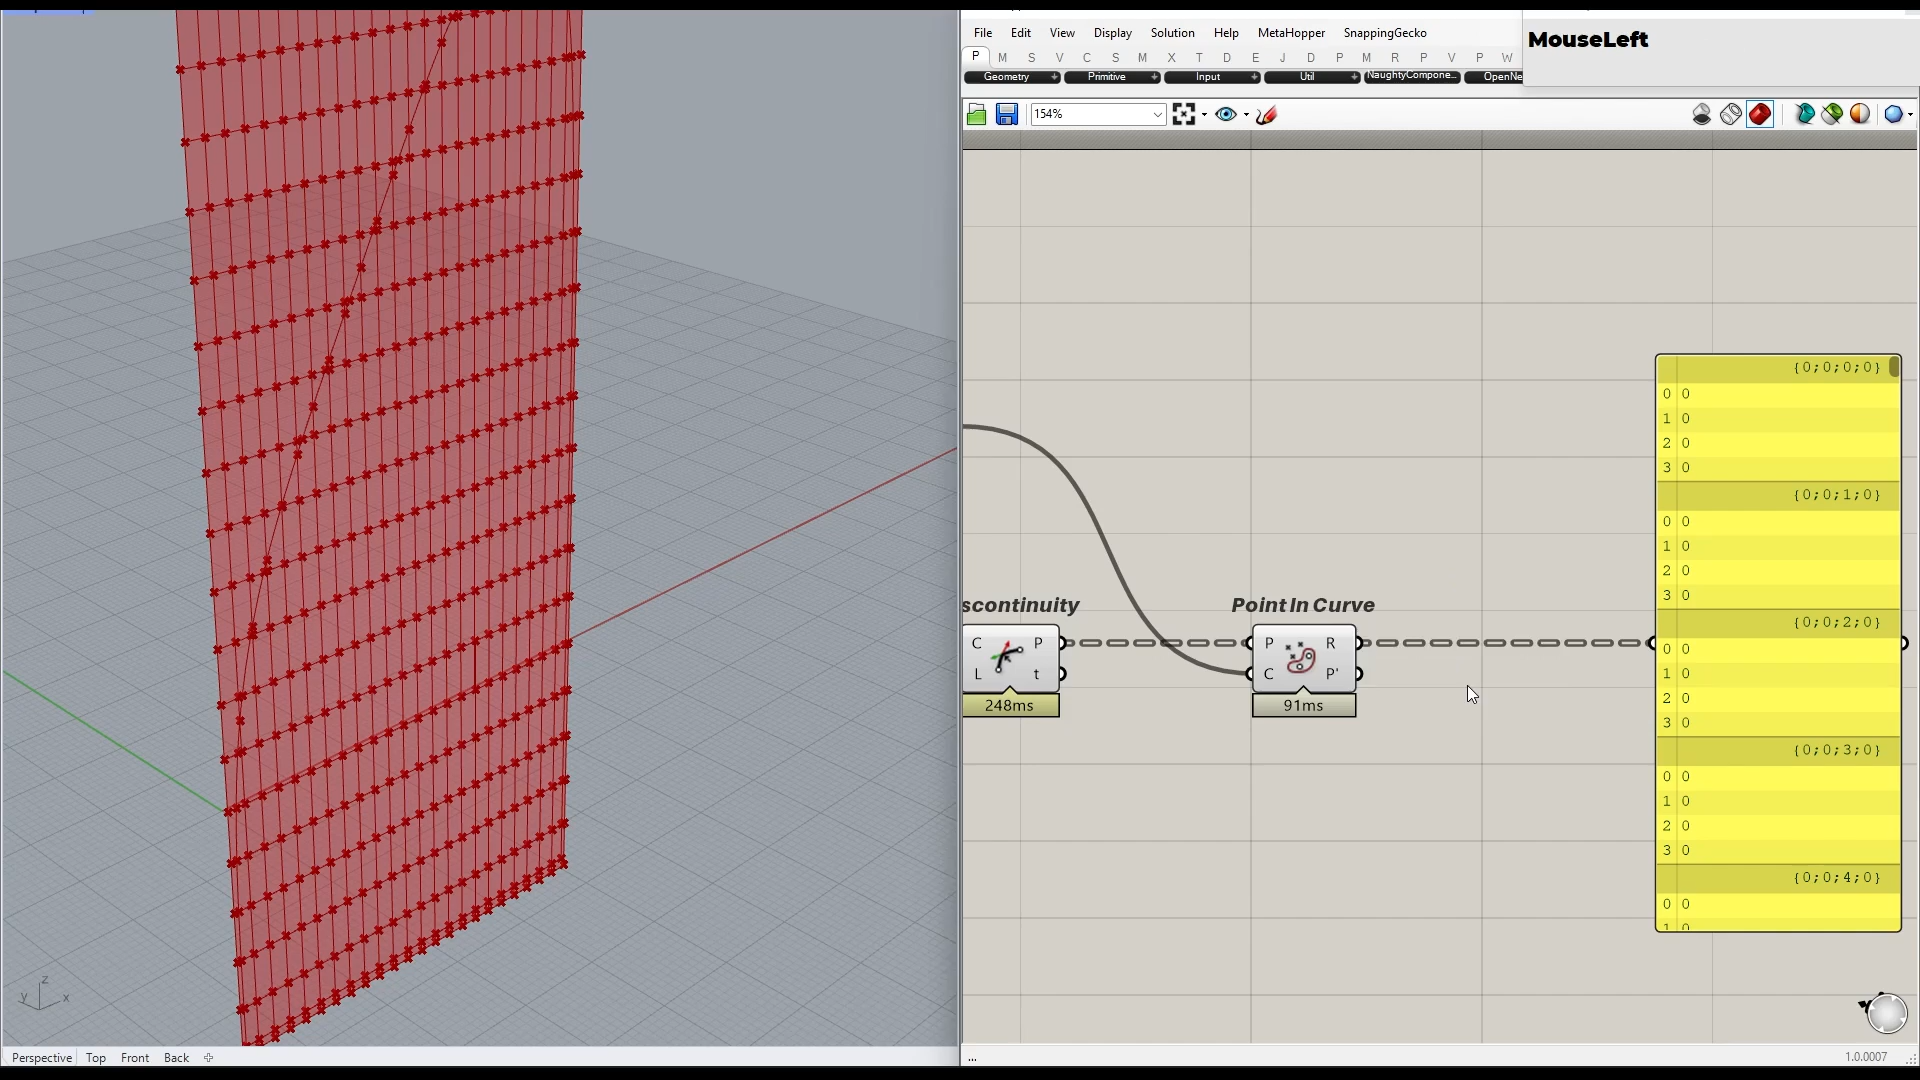 File Edit View Display Solution Help MetaHopper SnappingGecko
MouseLeft
P M S V C S M X T D E J D P M R P V P W
Geometry Primitive Input Util NaughtyCompone... OpenNe
154%
{0;0;0;0}
0 0
1 0
2 0
3 0
{0;0;1;0}
0 0
1 0
2 0
3 0
{0;0;2;0}
0 0
1 0
2 0
3 0
{0;0;3;0}
0 0
1 0
2 0
3 0
{0;0;4;0}
0 0
1 0
scontinuity
C P
L t
248ms
Point In Curve
P R
C P'
91ms
z
y x
Perspective Top Front Back
...
1.0.0007